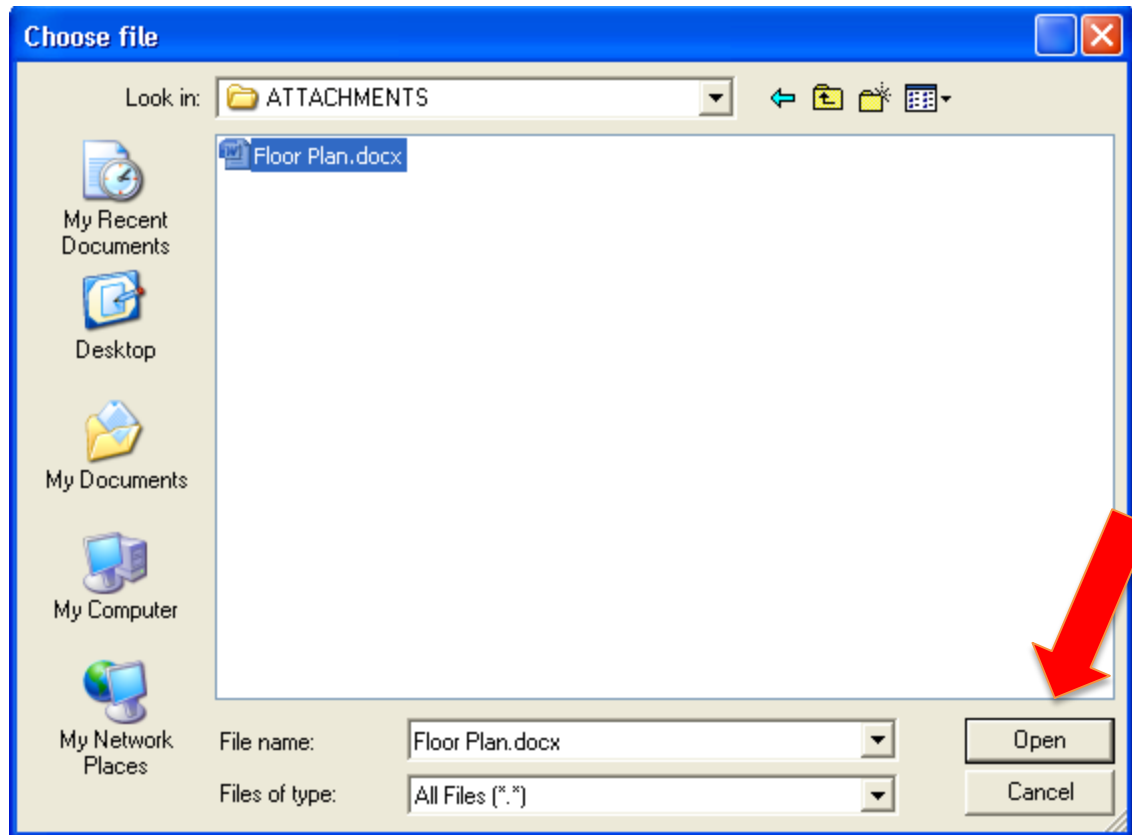 Choose file
Look in:
ATTACHMENTS
Floor Plan.docx
My Recent
Documents
Desktop
My Documents
My Computer
My Network
Places
File name:
Floor Plan.docx
Open
Files of type:
All Files (*.*)
Cancel